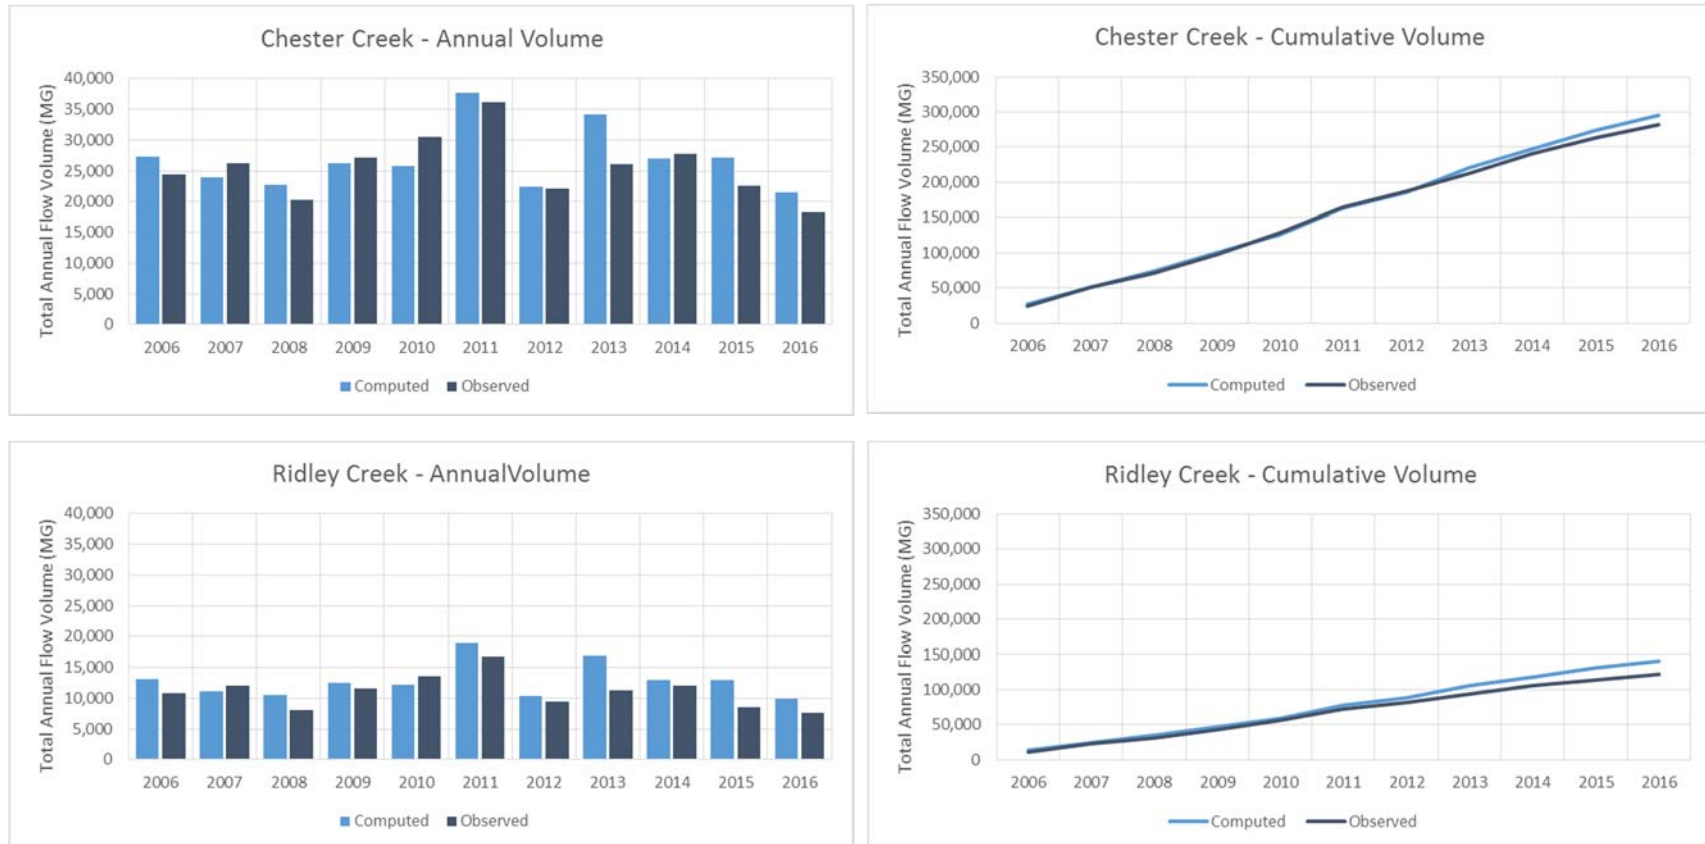 Chester Creek - Annual Volume
Total Annual Flow Volume (MG)
40,000
35,000
30,000
25,000
20,000
15,000
10,000
5,000
0
2006 2007 2008 2009 2010 2011 2012 2013 2014 2015 2016
Computed Observed
Chester Creek - Cumulative Volume
Total Annual Flow Volume (MG)
350,000
300,000
250,000
200,000
150,000
100,000
50,000
0
2006 2007 2008 2009 2010 2011 2012 2013 2014 2015 2016
Computed Observed
Ridley Creek - AnnualVolume
Total Annual Flow Volume (MG)
40,000
35,000
30,000
25,000
20,000
15,000
10,000
5,000
0
2006 2007 2008 2009 2010 2011 2012 2013 2014 2015 2016
Computed Observed
Ridley Creek - Cumulative Volume
Total Annual Flow Volume (MG)
350,000
300,000
250,000
200,000
150,000
100,000
50,000
0
2006 2007 2008 2009 2010 2011 2012 2013 2014 2015 2016
Computed Observed